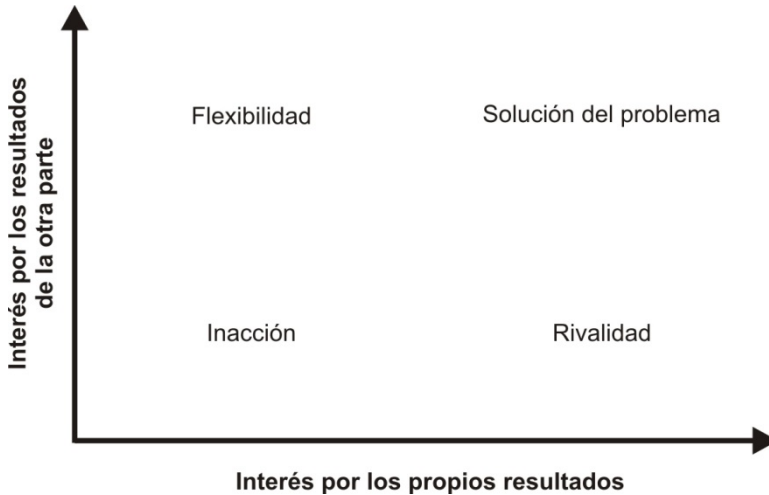 Interés por los resultados
de la otra parte
Flexibilidad
Solución del problema
Inacción
Rivalidad
Interés por los propios resultados